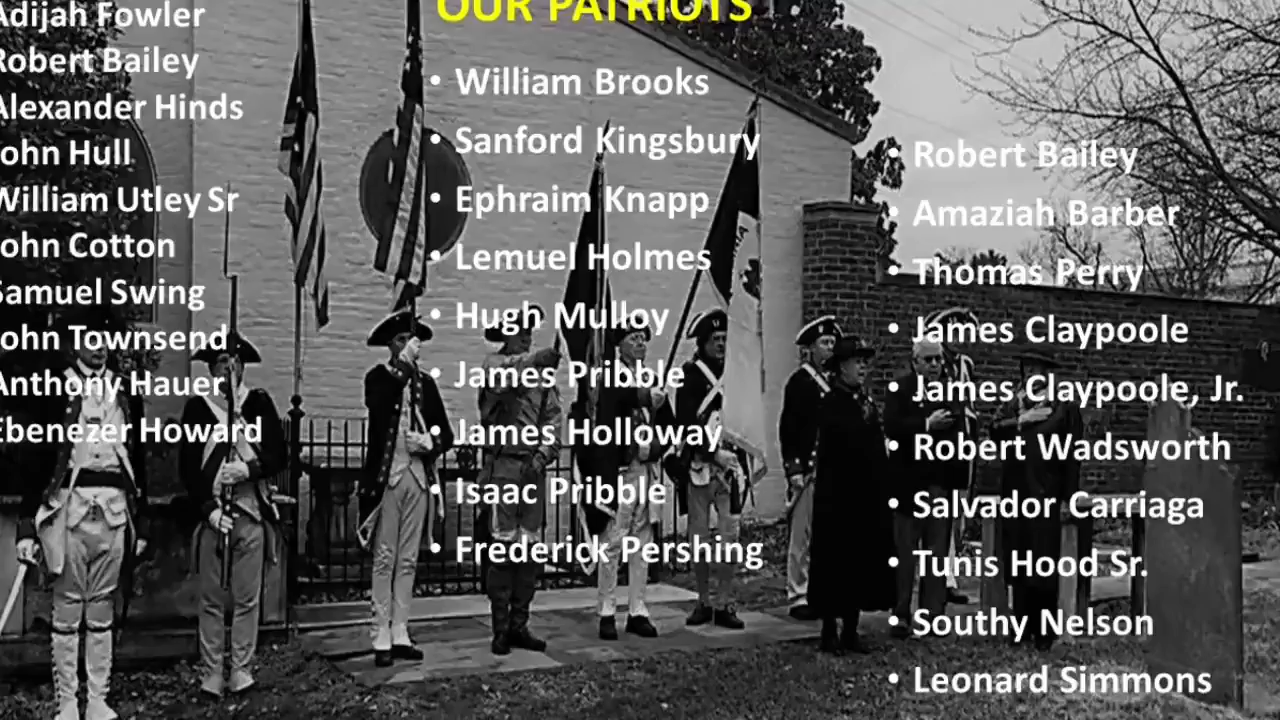 OUR PATRIOTS
Adijah Fowler
Robert Bailey
Alexander Hinds
John Hull
William Utley Sr
John Cotton
Samuel Swing
John Townsend
Anthony Hauer
Ebenezer Howard
• William Brooks
• Sanford Kingsbury
• Ephraim Knapp
• Lemuel Holmes
• Hugh Mulloy
• James Pribble
• James Holloway
• Isaac Pribble
• Frederick Pershing
• Robert Bailey
• Amaziah Barber
• Thomas Perry
• James Claypoole
• James Claypoole, Jr.
• Robert Wadsworth
• Salvador Carriaga
• Tunis Hood Sr.
• Southy Nelson
• Leonard Simmons